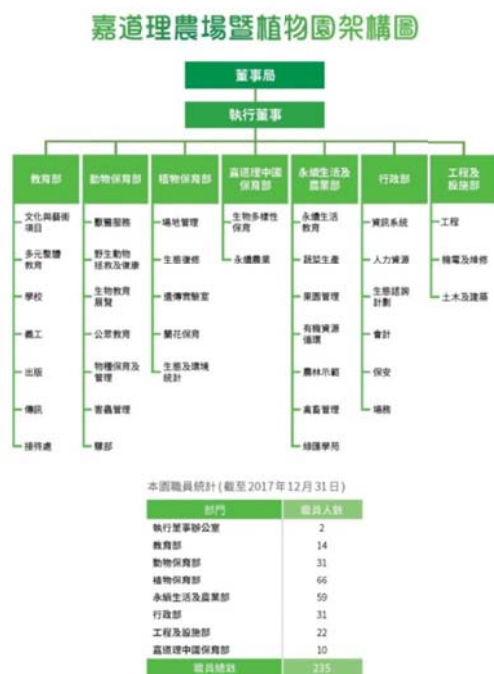 嘉道理農場暨植物園架構圖
董事局
執行董事
教育部
文化與藝術
項目
多元整體
教育
學校
義工
出版
傳訊
接待處
動物保育部
獸醫服務
野生動物
拯救及復康
生物教育
展覽
公眾教育
物種保育及
管理
害蟲管理
騾部
植物保育部
場地管理
生態復修
遺傳實驗室
蘭花保育
生態及環境
統計
嘉道理中國
保育部
生物多樣性
保育
永續農業
永續生活及
農業部
永續生活
教育
蔬菜生產
果園管理
有機資源
循環
農林示範
禽畜管理
綠匯學苑
行政部
資訊系統
人力資源
生態諮詢
計劃
會計
保安
場務
工程及
設施部
工程
機電及維修
土木及建築
本園職員統計(截至2017年12月31日)
部門 職員人數
執行董事辦公室 2
教育部 14
動物保育部 31
植物保育部 66
永續生活及農業部 59
行政部 31
工程及設施部 22
嘉道理中國保育部 10
職員總數 235